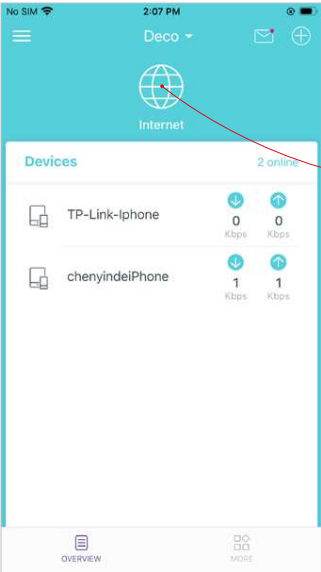 No SIM 2:07 PM
Deco
Internet
Devices 2 online
TP-Link-Iphone
0 0
Kbps Kbps
chenyindeiPhone
1 1
Kbps Kbps
OVERVIEW MORE